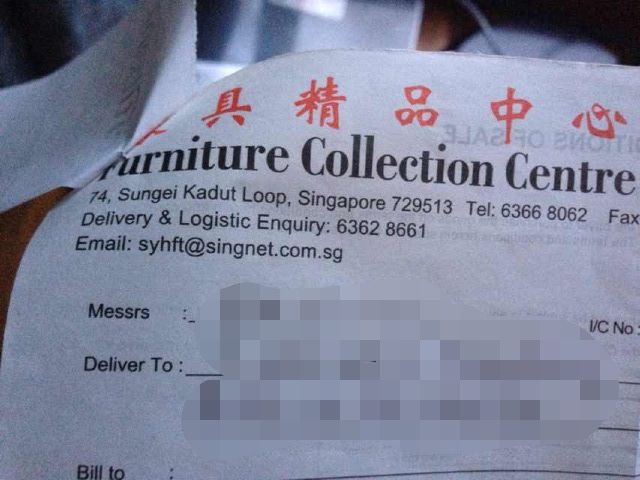 具精品中心
Furniture Collection Centre
74, Sungei Kadut Loop, Singapore 729513 Tel: 6366 8062 Fax
Delivery & Logistic Enquiry: 6362 8661
Email: syhft@singnet.com.sg
Messrs :
I/C No :
Deliver To :
Bill to :